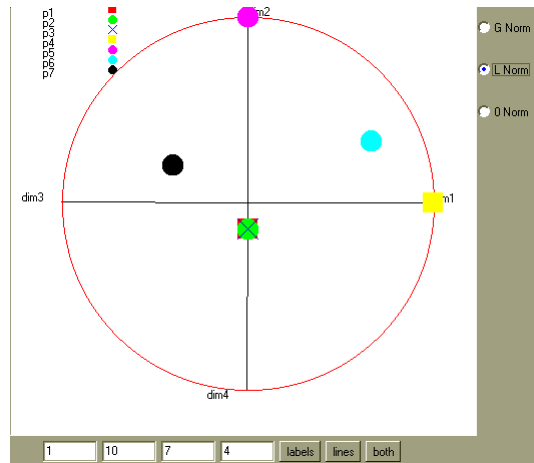 p1
p2
p3
p4
p5
p6
p7
m2
G Norm
L Norm
0 Norm
dim3
m1
dim4
1
10
7
4
labels
lines
both